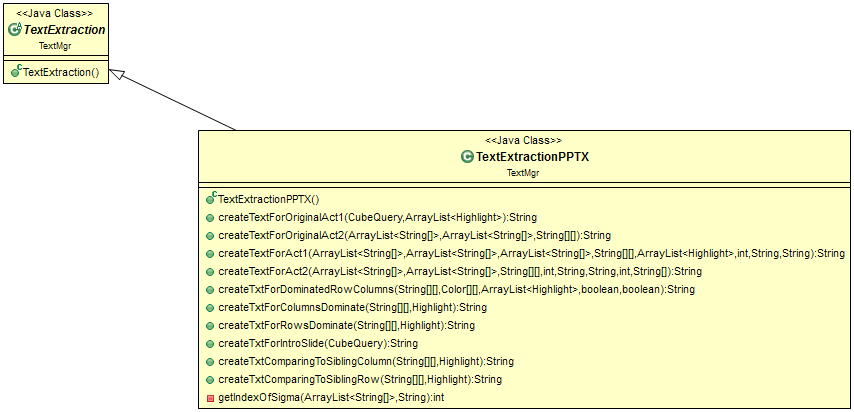 <<Java Class>>
TextExtraction
TextMgr
TextExtraction()
<<Java Class>>
TextExtractionPPTX
TextMgr
TextExtractionPPTX()
createTextForOriginalAct1(CubeQuery,ArrayList<Highlight>):String
createTextForOriginalAct2(ArrayList<String[]>,ArrayList<String[]>,String[][]):String
createTextForAct1(ArrayList<String[]>,ArrayList<String[]>,ArrayList<String[]>,String[][],ArrayList<Highlight>,int,String,String):String
createTextForAct2(ArrayList<String[]>,ArrayList<String[]>,String[][],int,String,String,int,String[]):String
createTextForDominatedRowColumns(String[][],Color[][],ArrayList<Highlight>,boolean,boolean):String
createTxtForColumnsDominate(String[][],Highlight):String
createTxtForRowsDominate(String[][],Highlight):String
createTxtForIntroSlide(CubeQuery):String
createTxtComparingToSiblingColumn(String[][],Highlight):String
createTxtComparingToSiblingRow(String[][],Highlight):String
getIndexOfSigma(ArrayList<String[]>,String):int